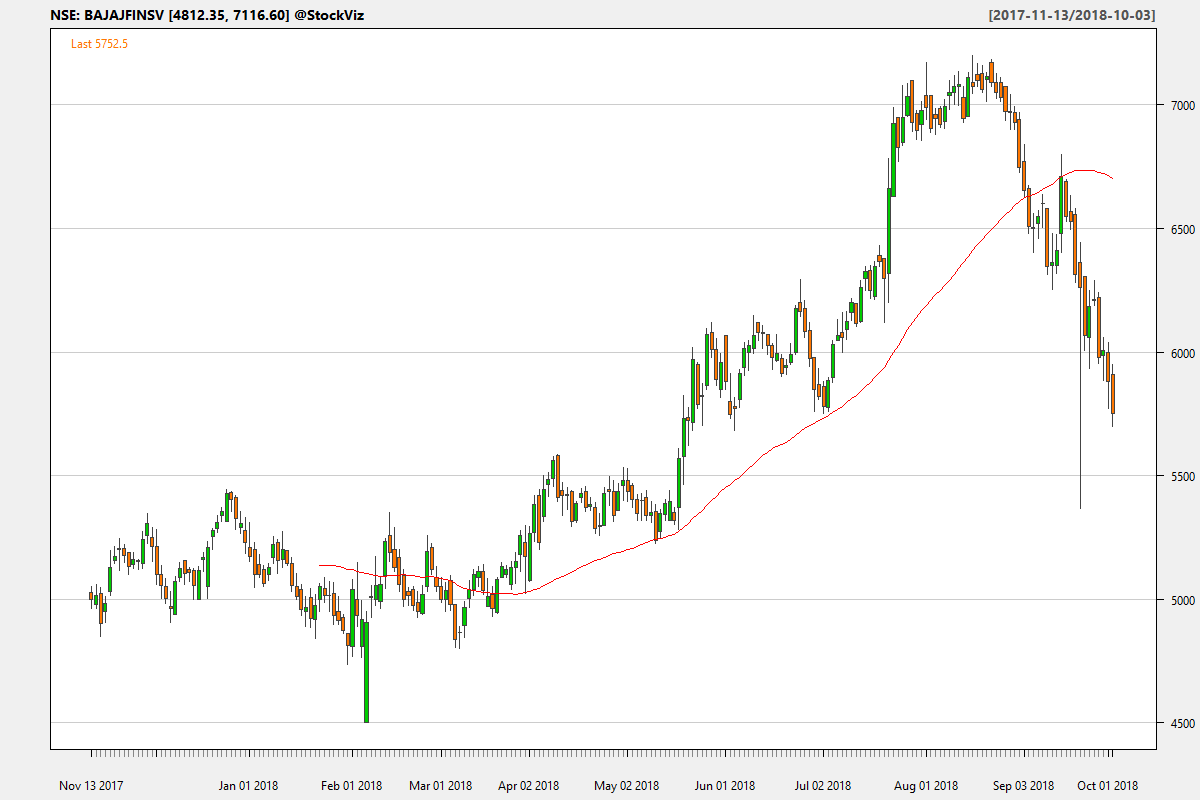 NSE: BAJAJFINSV [4812.35, 7116.60] @StockViz
[2017-11-13/2018-10-03]
Last 5752.5
7000
6500
6000
5500
5000
4500
Nov 13 2017 Jan 01 2018 Feb 01 2018 Mar 01 2018 Apr 02 2018 May 02 2018 Jun 01 2018 Jul 02 2018 Aug 01 2018 Sep 03 2018 Oct 01 2018